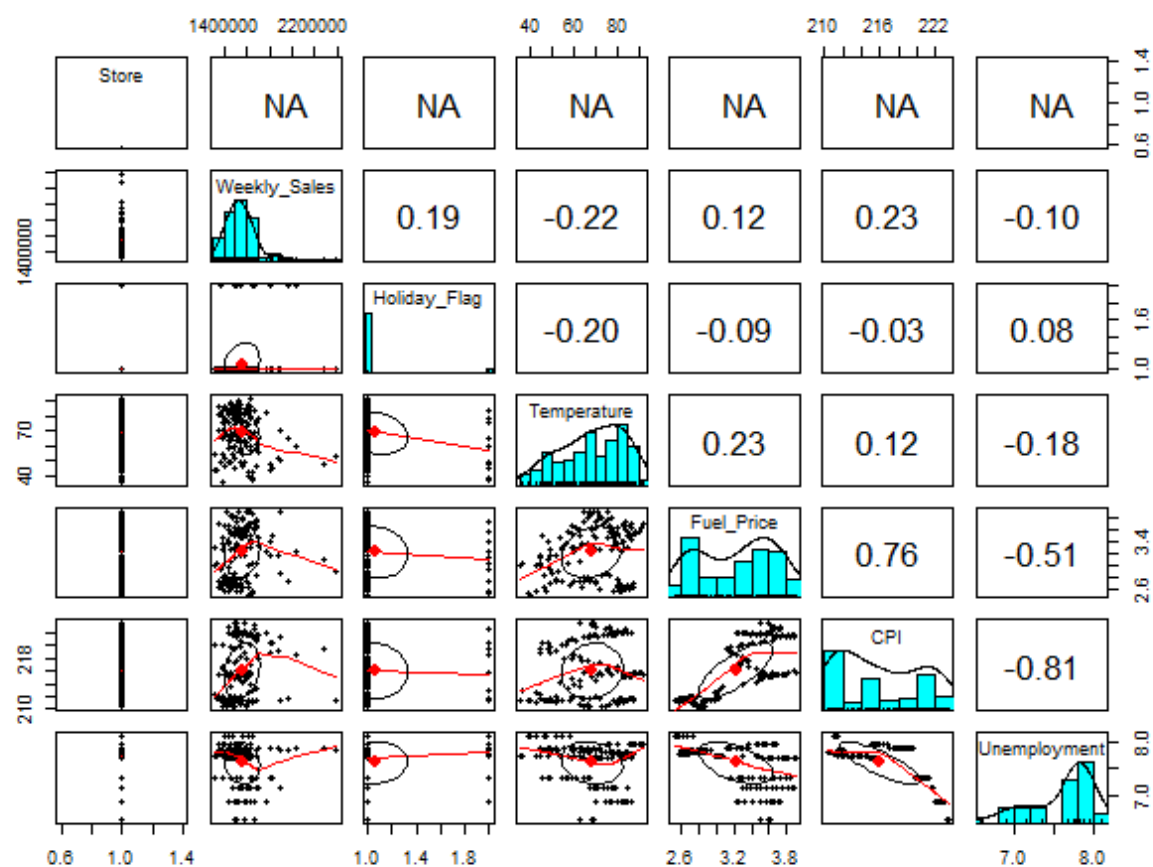 1400000 2200000 40 60 80 210 216 222
Store NA NA NA NA NA NA 0.6 1.0 1.4
1400000 Weekly_Sales 0.19 -0.22 0.12 0.23 -0.10
Holiday_Flag -0.20 -0.09 -0.03 0.08 1.0 1.6
40 70 Temperature 0.23 0.12 -0.18
Fuel_Price 0.76 -0.51 2.6 3.4
210 218 CPI -0.81
Unemployment 7.0 8.0
0.6 1.0 1.4 1.0 1.4 1.8 2.6 3.2 3.8 7.0 8.0